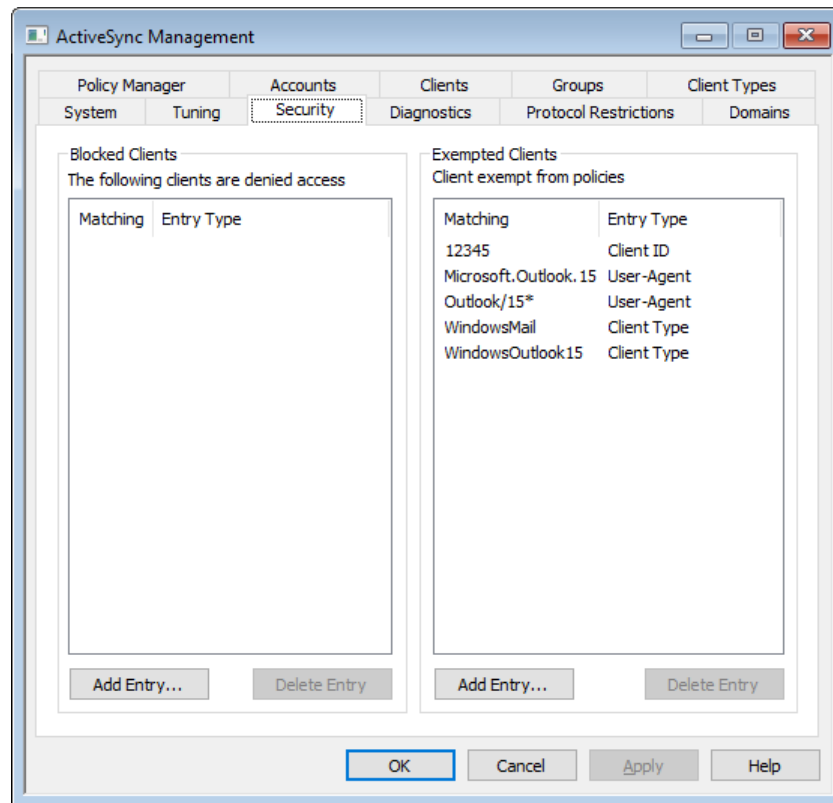 ActiveSync Management
Policy Manager Accounts Clients Groups Client Types
System Tuning Security Diagnostics Protocol Restrictions Domains
Blocked Clients
The following clients are denied access
Matching Entry Type
Add Entry... Delete Entry
Exempted Clients
Client exempt from policies
Matching Entry Type
12345 Client ID
Microsoft.Outlook.15 User-Agent
Outlook/15* User-Agent
WindowsMail Client Type
WindowsOutlook15 Client Type
Add Entry... Delete Entry
OK Cancel Apply Help